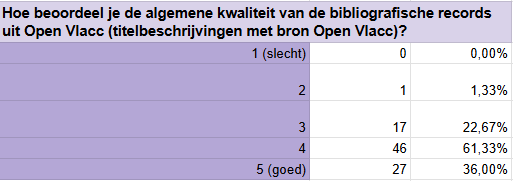 Hoe beoordeel je de algemene kwaliteit van de bibliografische records
uit Open Vlacc (titelbeschrijvingen met bron Open Vlacc)?
1 (slecht) 0 0,00%
2 1 1,33%
3 17 22,67%
4 46 61,33%
5 (goed) 27 36,00%